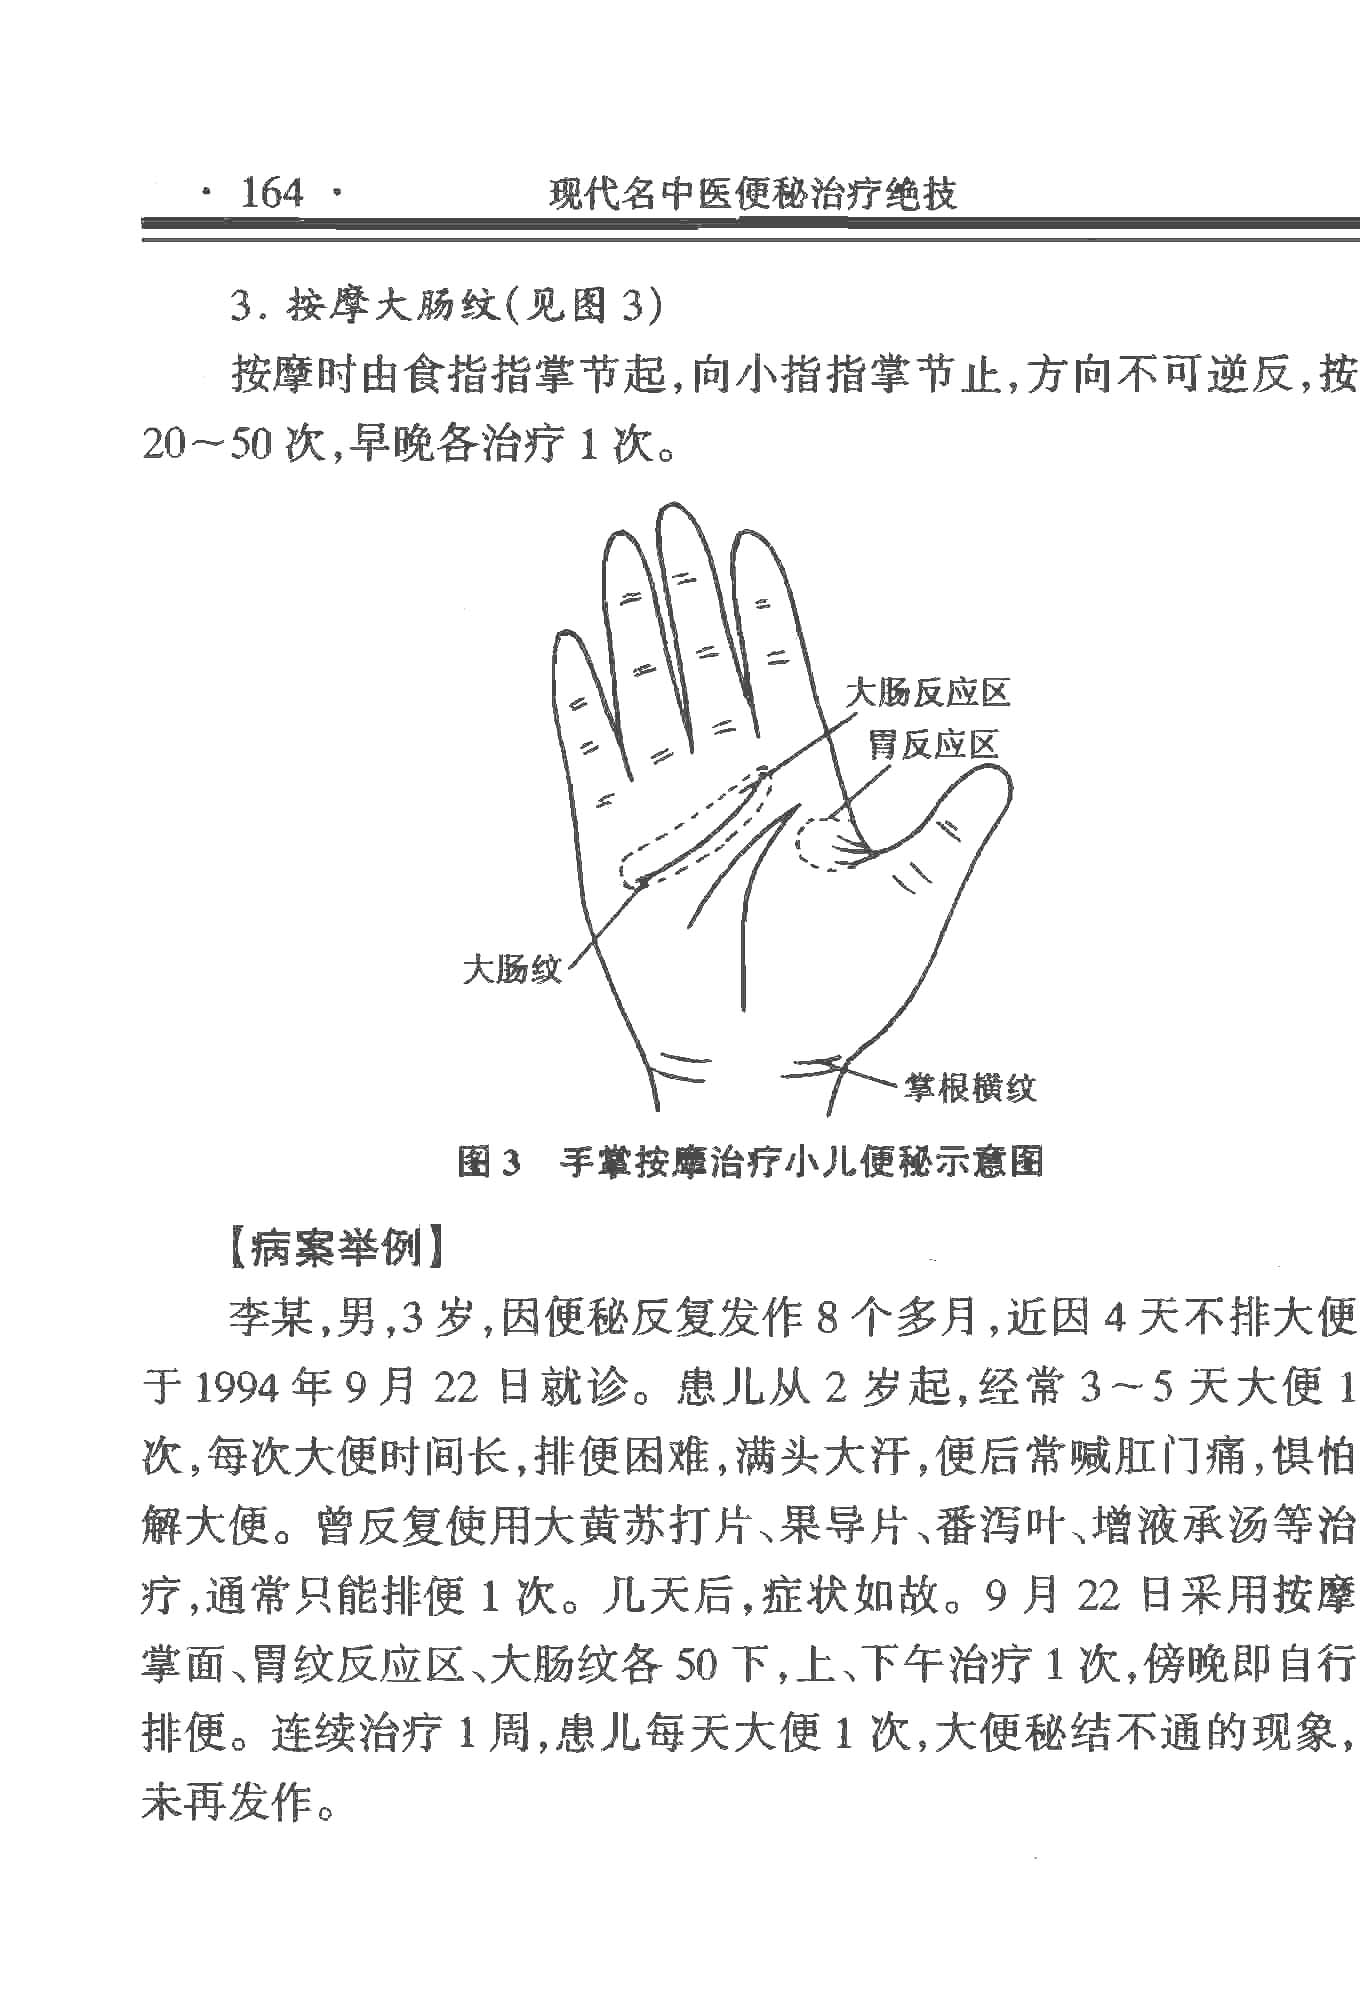 · 164 ·
现代名中医便秘治疗绝技
3. 按摩大肠纹(见图 3)
按摩时由食指指掌节起,向小指指掌节止,方向不可逆反,按
20～50 次,早晚各治疗 1 次。
大肠反应区
胃反应区
大肠纹
掌根横纹
图 3 手掌按摩治疗小儿便秘示意图
【病案举例】
李某,男,3 岁,因便秘反复发作 8 个多月,近因 4 天不排大便
于 1994 年 9 月 22 日就诊。患儿从 2 岁起,经常 3～5 天大便 1
次,每次大便时间长,排便困难,满头大汗,便后常喊肛门痛,惧怕
解大便。曾反复使用大黄苏打片、果导片、番泻叶、增液承汤等治
疗,通常只能排便 1 次。几天后,症状如故。9 月 22 日采用按摩
掌面、胃纹反应区、大肠纹各 50 下,上、下午治疗 1 次,傍晚即自行
排便。连续治疗 1 周,患儿每天大便 1 次,大便秘结不通的现象,
未再发作。